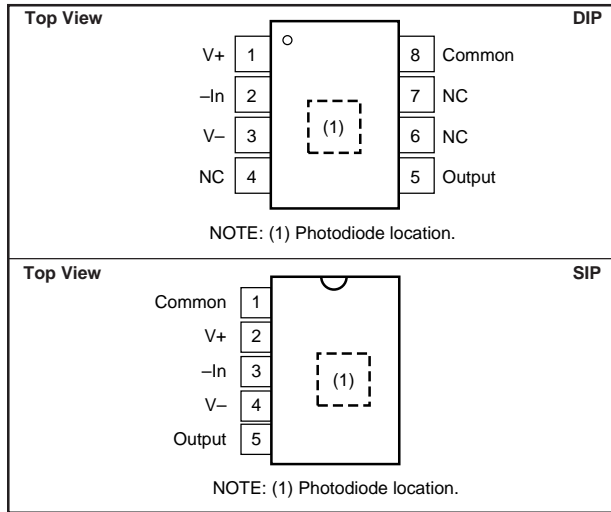 Top View DIP
V+ 1 8 Common
–In 2 7 NC
(1)
V– 3 6 NC
NC 4 5 Output
NOTE: (1) Photodiode location.
Top View SIP
Common 1
V+ 2
–In 3
(1)
V– 4
Output 5
NOTE: (1) Photodiode location.